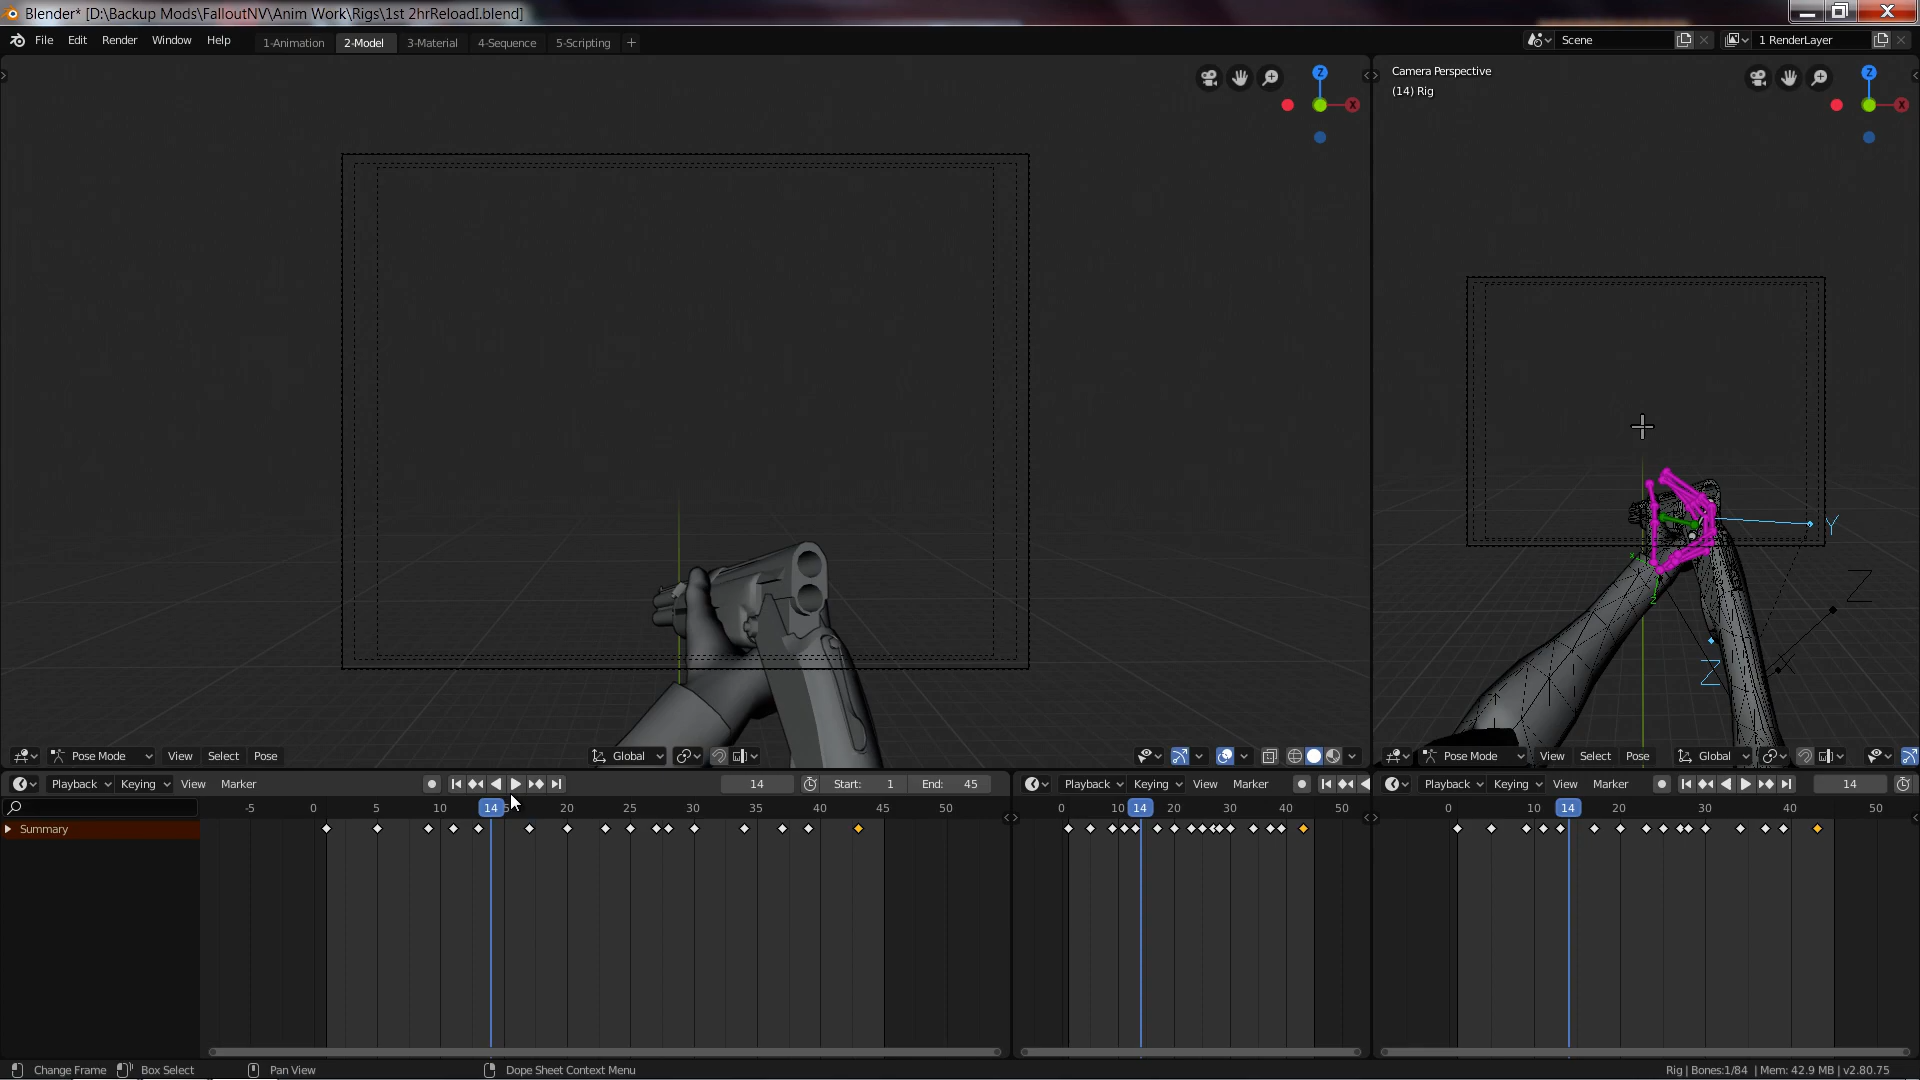 Blender* [D:\Backup Mods\FalloutNV\Anim Work\Rigs\1st 2hrReloadI.blend]
File Edit Render Window Help 1-Animation 2-Model 3-Material 4-Sequence 5-Scripting + Scene 1 RenderLayer
Z X
Camera Perspective
(14) Rig
Z X
Y
Z
Z
X
x
z
Pose Mode View Select Pose Global
Pose Mode View Select Pose Global
Playback Keying View Marker 14 Start: 1 End: 45
Playback Keying View Marker
Playback Keying View Marker 14
-5 0 5 10 14 20 25 30 35 40 45 50
0 10 14 20 30 40 50
0 10 14 20 30 40 50
Summary
Change Frame Box Select Pan View Dope Sheet Context Menu Rig | Bones:1/84 | Mem: 42.9 MB | v2.80.75